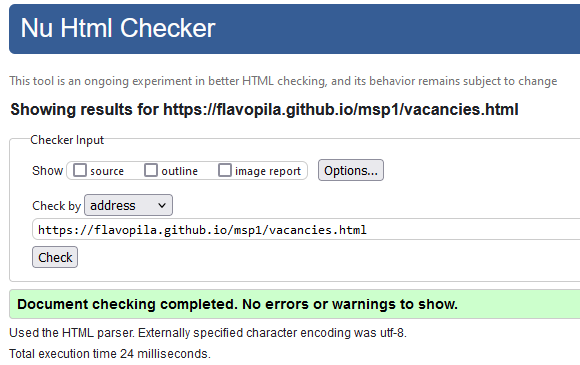 Nu Html Checker
This tool is an ongoing experiment in better HTML checking, and its behavior remains subject to change
Showing results for https://flavopila.github.io/msp1/vacancies.html
Checker Input
Show source outline image report Options...
Check by address
https://flavopila.github.io/msp1/vacancies.html
Check
Document checking completed. No errors or warnings to show.
Used the HTML parser. Externally specified character encoding was utf-8.
Total execution time 24 milliseconds.